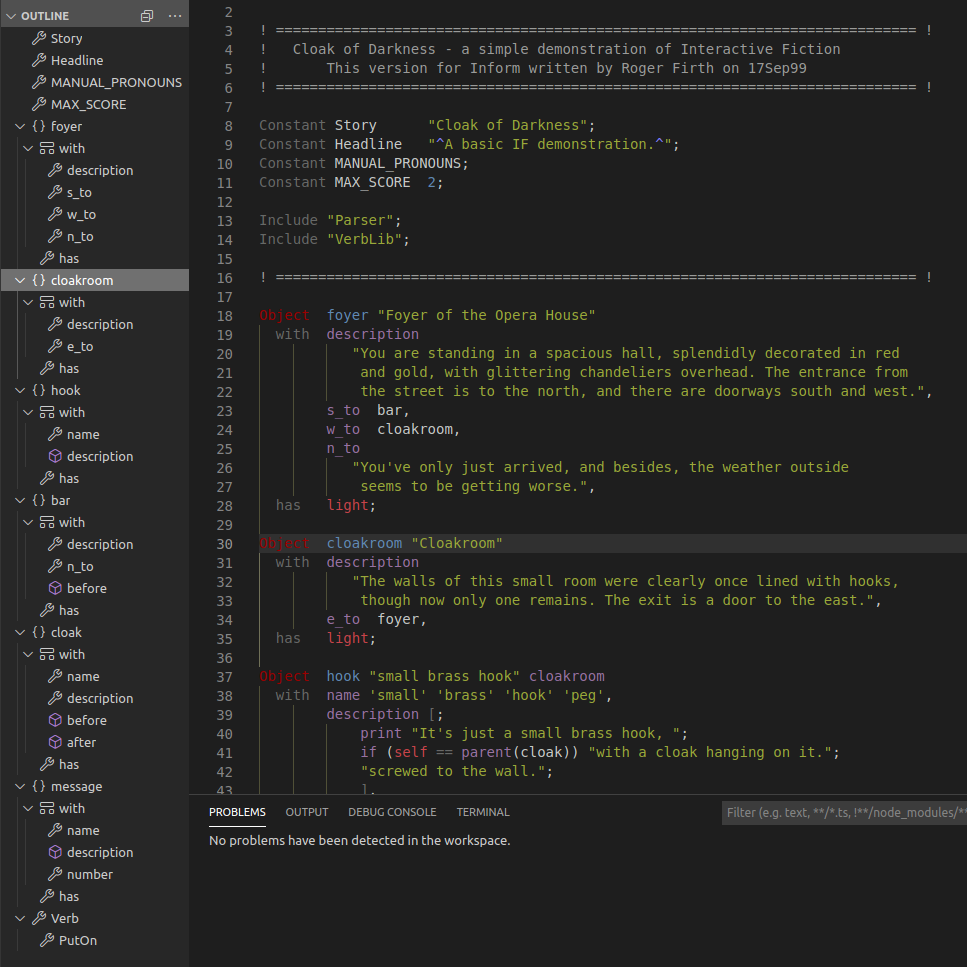 OUTLINE
Story
Headline
MANUAL_PRONOUNS
MAX_SCORE
{} foyer
with
description
s_to
w_to
n_to
has
{} cloakroom
with
description
e_to
has
{} hook
with
name
description
has
{} bar
with
description
n_to
before
has
{} cloak
with
name
description
before
after
has
{} message
with
name
description
number
has
Verb
PutOn
2
3 ! ============================================================================ !
4 !   Cloak of Darkness - a simple demonstration of Interactive Fiction
5 !       This version for Inform written by Roger Firth on 17Sep99
6 ! ============================================================================ !
7
8 Constant Story      "Cloak of Darkness";
9 Constant Headline   "^A basic IF demonstration.^";
10 Constant MANUAL_PRONOUNS;
11 Constant MAX_SCORE  2;
12
13 Include "Parser";
14 Include "VerbLib";
15
16 ! ============================================================================ !
17
18 Object  foyer "Foyer of the Opera House"
19   with  description
20            "You are standing in a spacious hall, splendidly decorated in red
21             and gold, with glittering chandeliers overhead. The entrance from
22             the street is to the north, and there are doorways south and west.",
23         s_to  bar,
24         w_to  cloakroom,
25         n_to
26            "You've only just arrived, and besides, the weather outside
27             seems to be getting worse.",
28   has   light;
29
30 Object  cloakroom "Cloakroom"
31   with  description
32            "The walls of this small room were clearly once lined with hooks,
33             though now only one remains. The exit is a door to the east.",
34         e_to  foyer,
35   has   light;
36
37 Object  hook "small brass hook" cloakroom
38   with  name 'small' 'brass' 'hook' 'peg',
39         description [;
40             print "It's just a small brass hook, ";
41             if (self == parent(cloak)) "with a cloak hanging on it.";
42             "screwed to the wall.";
43             ],
PROBLEMS OUTPUT DEBUG CONSOLE TERMINAL Filter (e.g. text, **/*.ts, !**/node_modules/**
No problems have been detected in the workspace.